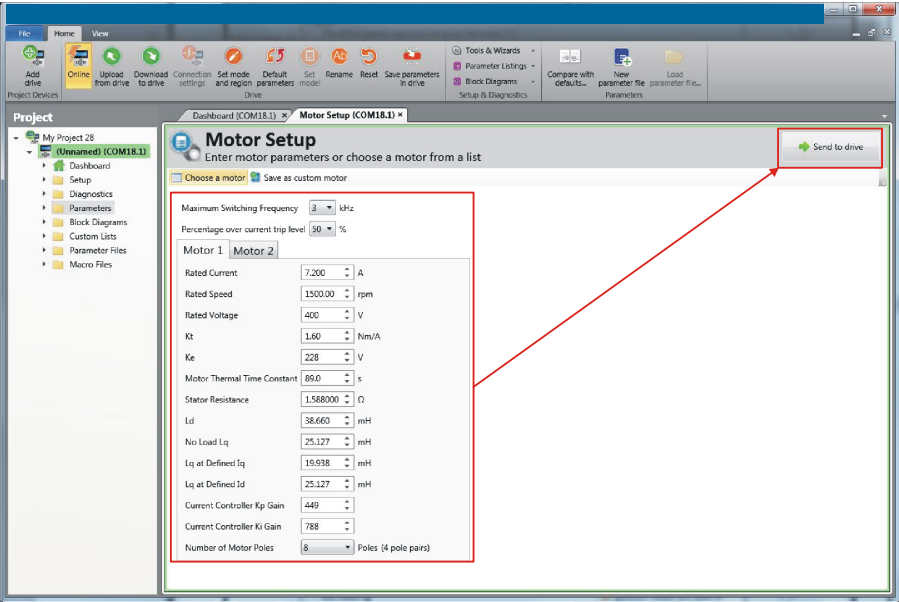 File Home View
Add drive
Online
Upload from drive
Download to drive
Connection settings
Set mode and region
Default parameters
Set model
Rename
Reset
Save parameters in drive
Tools & Wizards
Parameter Listings
Block Diagrams
Compare with defaults...
New parameter file
Load parameter file...
Project Devices
Drive
Setup & Diagnostics
Parameters
Project
Dashboard (COM18.1) × Motor Setup (COM18.1) ×
My Project 28
(Unnamed) (COM18.1)
Dashboard
Setup
Diagnostics
Parameters
Block Diagrams
Custom Lists
Parameter Files
Macro Files
Motor Setup
Enter motor parameters or choose a motor from a list
Send to drive
Choose a motor Save as custom motor
Maximum Switching Frequency 3 kHz
Percentage over current trip level 50 %
Motor 1 Motor 2
Rated Current 7.200 A
Rated Speed 1500.00 rpm
Rated Voltage 400 V
Kt 1.60 Nm/A
Ke 228 V
Motor Thermal Time Constant 89.0 s
Stator Resistance 1.588000 Ω
Ld 38.660 mH
No Load Lq 25.127 mH
Lq at Defined Iq 19.938 mH
Lq at Defined Id 25.127 mH
Current Controller Kp Gain 449
Current Controller Ki Gain 788
Number of Motor Poles 8 Poles (4 pole pairs)